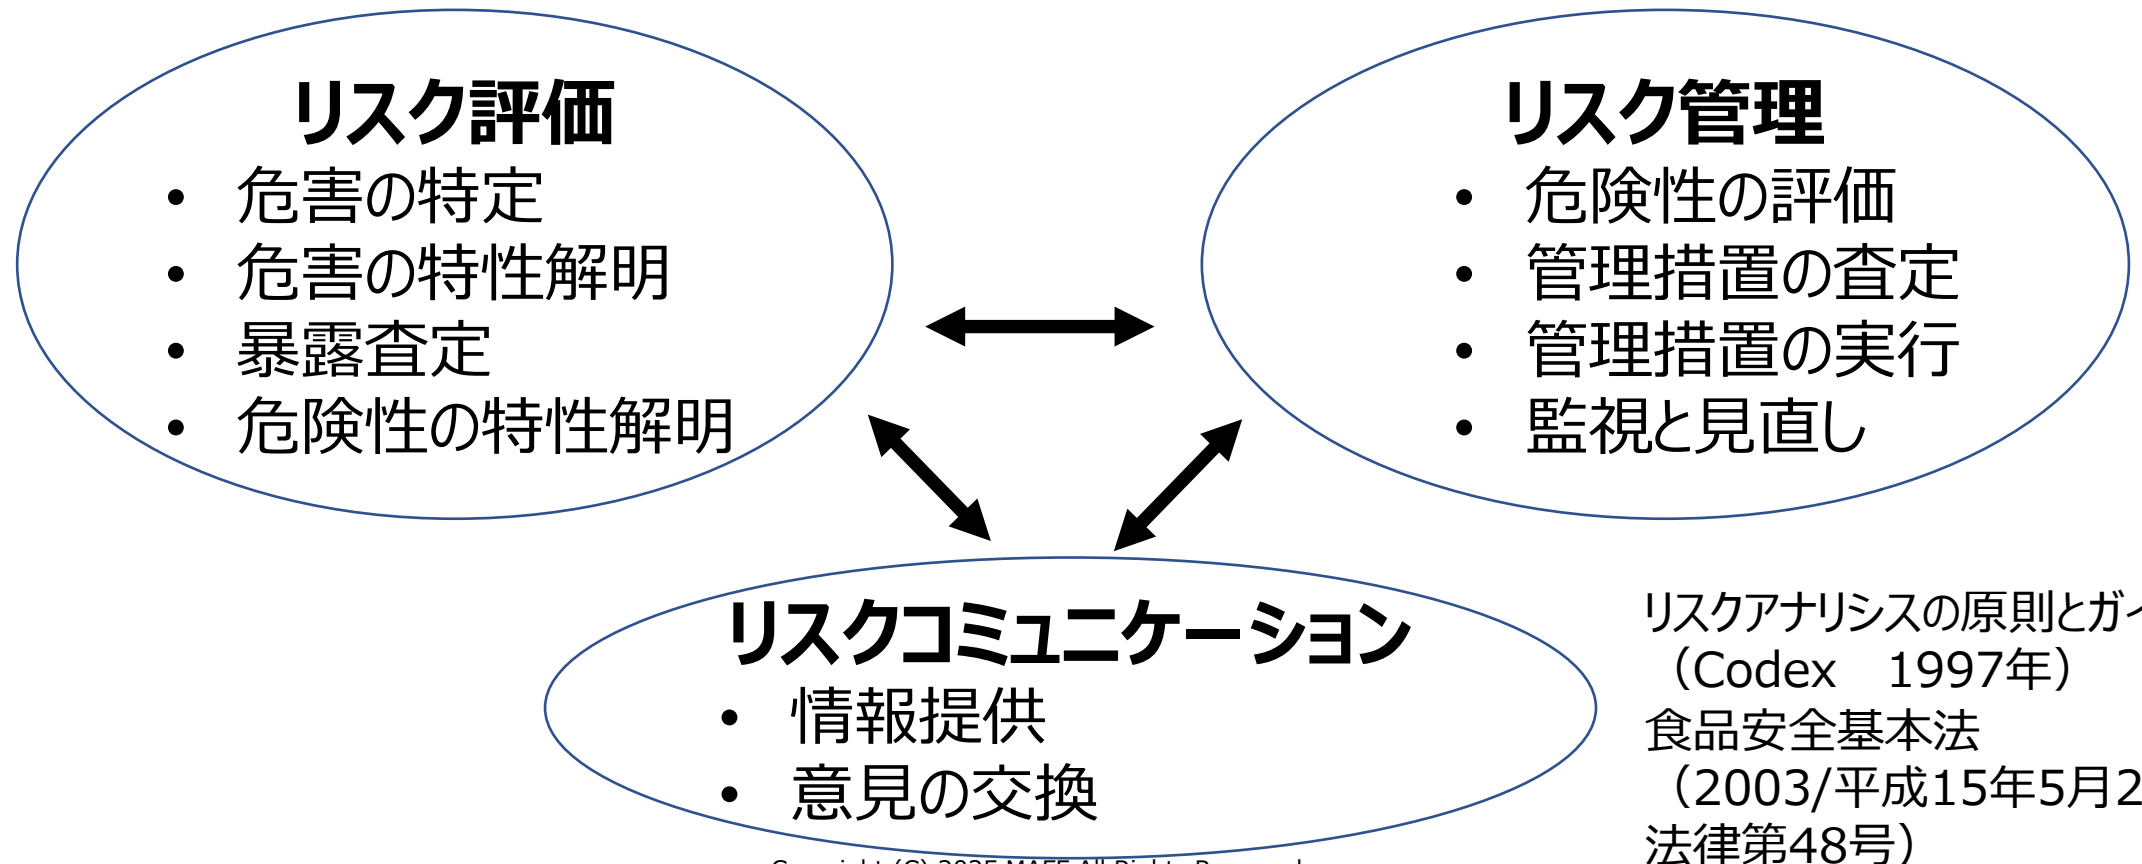 リスク評価
• 危害の特定
• 危害の特性解明
• 暴露査定
• 危険性の特性解明
リスク管理
• 危険性の評価
• 管理措置の査定
• 管理措置の実行
• 監視と見直し
リスクコミュニケーション
• 情報提供
• 意見の交換
リスクアナリシスの原則とガイ
（Codex　1997年）
食品安全基本法
（2003/平成15年5月2
法律第48号）